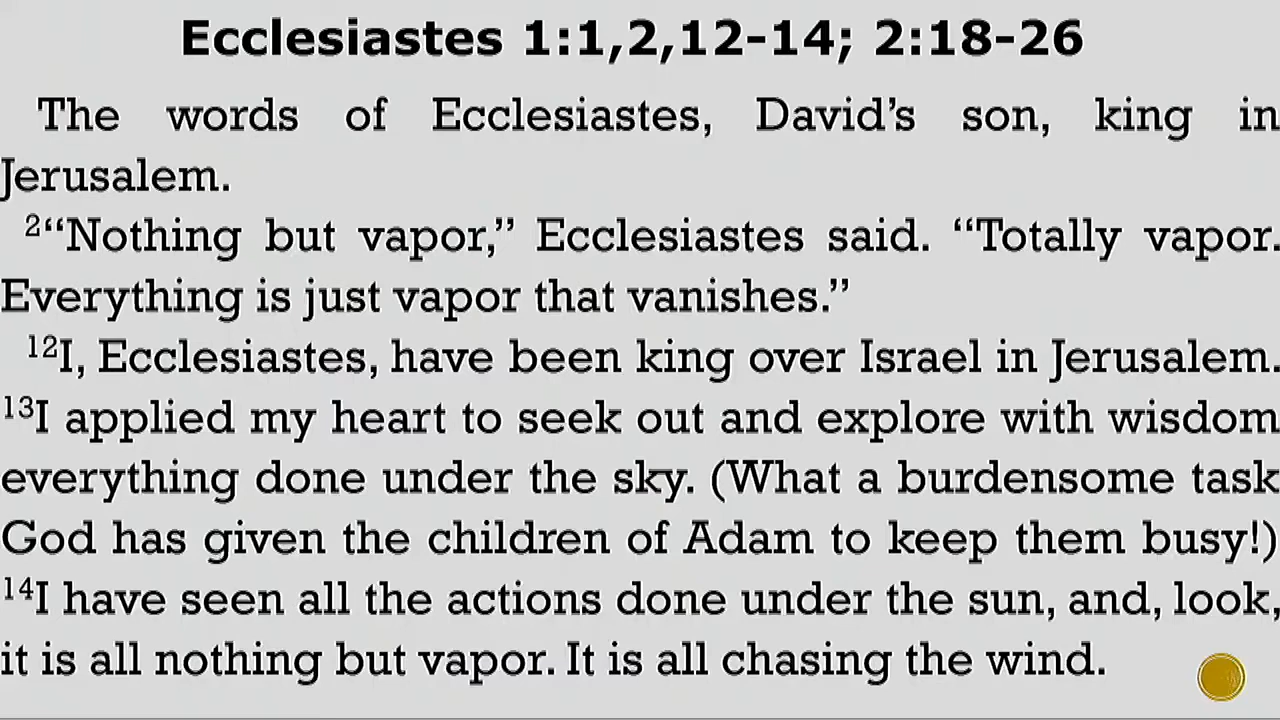 Ecclesiastes 1:1,2,12-14; 2:18-26
The words of Ecclesiastes, David’s son, king in
Jerusalem.
²“Nothing but vapor,” Ecclesiastes said. “Totally vapor.
Everything is just vapor that vanishes.”
¹²I, Ecclesiastes, have been king over Israel in Jerusalem.
¹³I applied my heart to seek out and explore with wisdom
everything done under the sky. (What a burdensome task
God has given the children of Adam to keep them busy!)
¹⁴I have seen all the actions done under the sun, and, look,
it is all nothing but vapor. It is all chasing the wind.